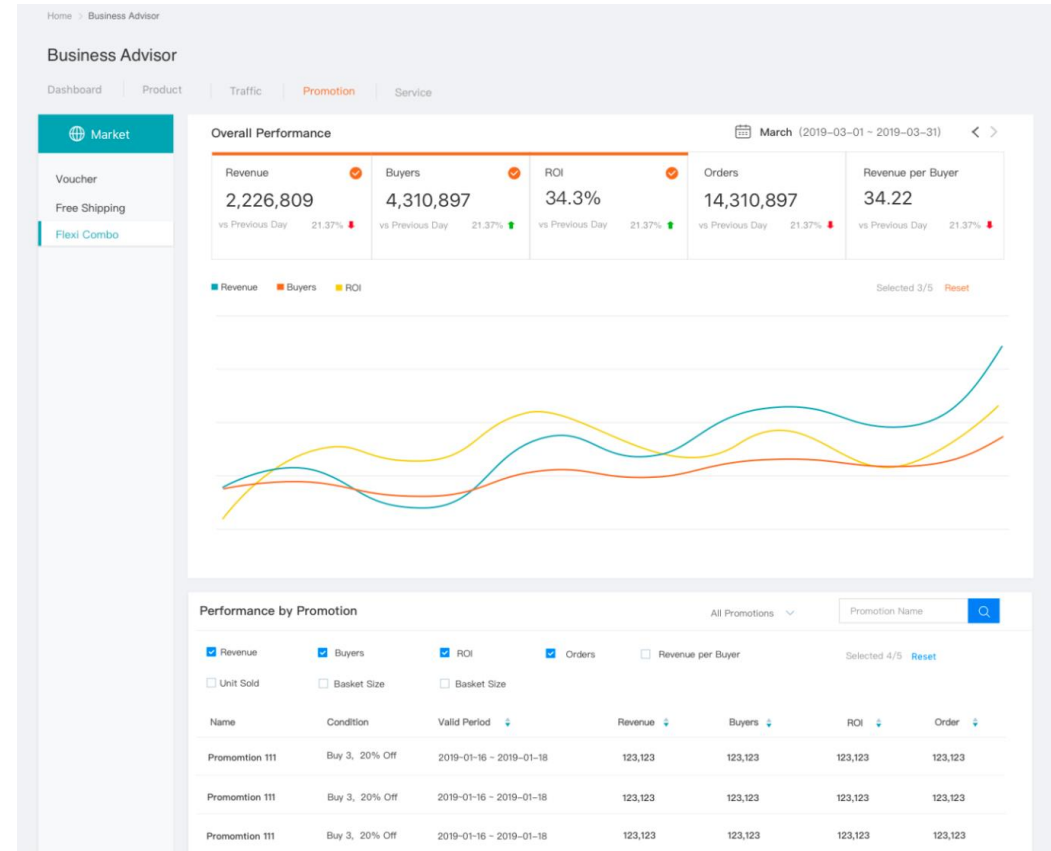 Home > Business Advisor
Business Advisor
Dashboard Product Traffic Promotion Service
Market
Voucher
Free Shipping
Flexi Combo
Overall Performance March (2019-03-01 ~ 2019-03-31) < >
Revenue Buyers ROI Orders Revenue per Buyer
2,226,809 4,310,897 34.3% 14,310,897 34.22
vs Previous Day 21.37% vs Previous Day 21.37% vs Previous Day 21.37% vs Previous Day 21.37% vs Previous Day 21.37%
Revenue Buyers ROI Selected 3/5 Reset
Performance by Promotion All Promotions Promotion Name
Revenue Buyers ROI Orders Revenue per Buyer Selected 4/5 Reset
Unit Sold Basket Size Basket Size
Name Condition Valid Period Revenue Buyers ROI Order
Promomtion 111 Buy 3, 20% Off 2019-01-16 ~ 2019-01-18 123,123 123,123 123,123 123,123
Promomtion 111 Buy 3, 20% Off 2019-01-16 ~ 2019-01-18 123,123 123,123 123,123 123,123
Promomtion 111 Buy 3, 20% Off 2019-01-16 ~ 2019-01-18 123,123 123,123 123,123 123,123